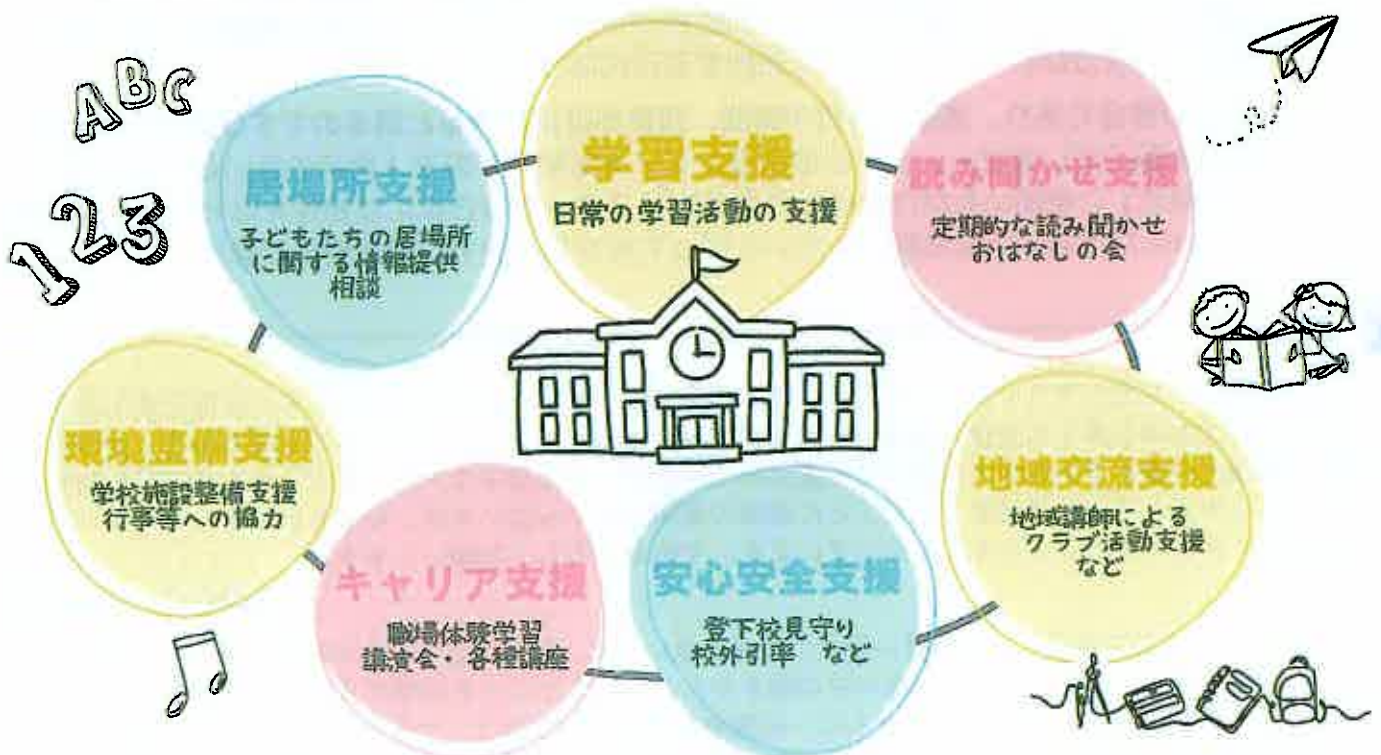 ABC
123
居場所支援
子どもたちの居場所
に関する情報提供
相談
学習支援
日常の学習活動の支援
読み聞かせ支援
定期的な読み聞かせ
おはなしの会
環境整備支援
学校施設整備支援
行事等への協力
キャリア支援
職場体験学習
講演会・各種講座
安心安全支援
登下校見守り
校外引率 など
地域交流支援
地域講師による
クラブ活動支援
など